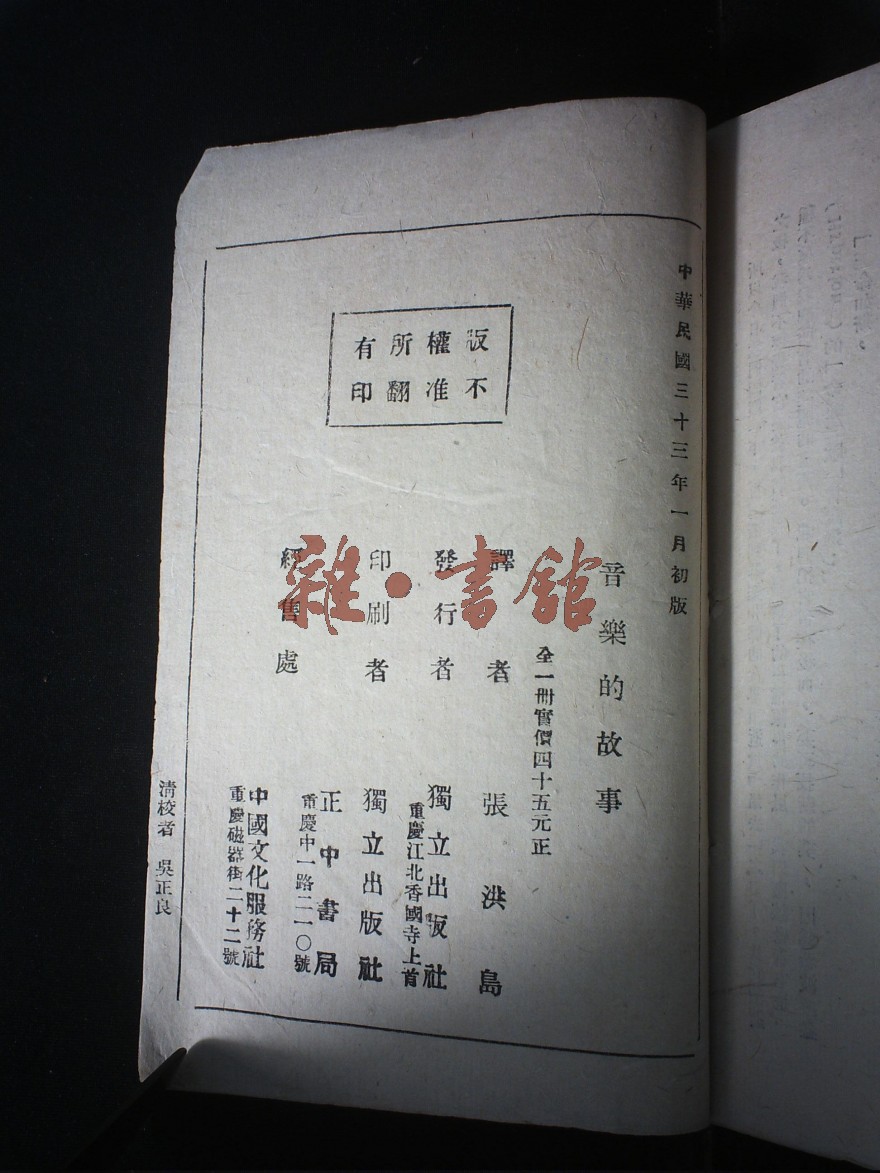 中華民國三十三年一月初版
版權所有
不准翻印
音樂的故事
全一冊實價四十五元正
譯者 張洪島
發行者 獨立出版社
重慶江北香國寺上首
印刷者 獨立出版社
經售處 正中書局
重慶中一路二一〇號
中國文化服務社
重慶磁器街二十二號
清校者 吳正良
雜·書館